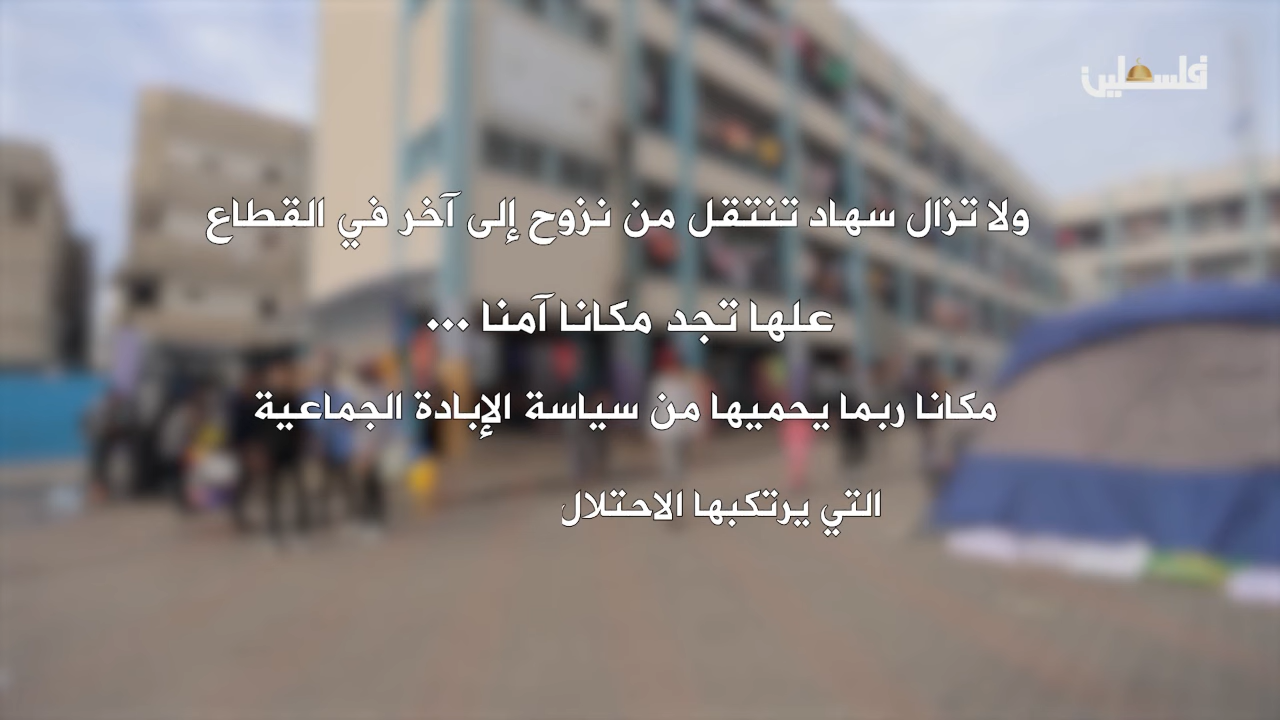 فلسطين
ولا تزال سهاد تنتقل من نزوح إلى آخر في القطاع
علها تجد مكانا آمنا ...
مكانا ربما يحميها من سياسة الإبادة الجماعية
التي يرتكبها الاحتلال